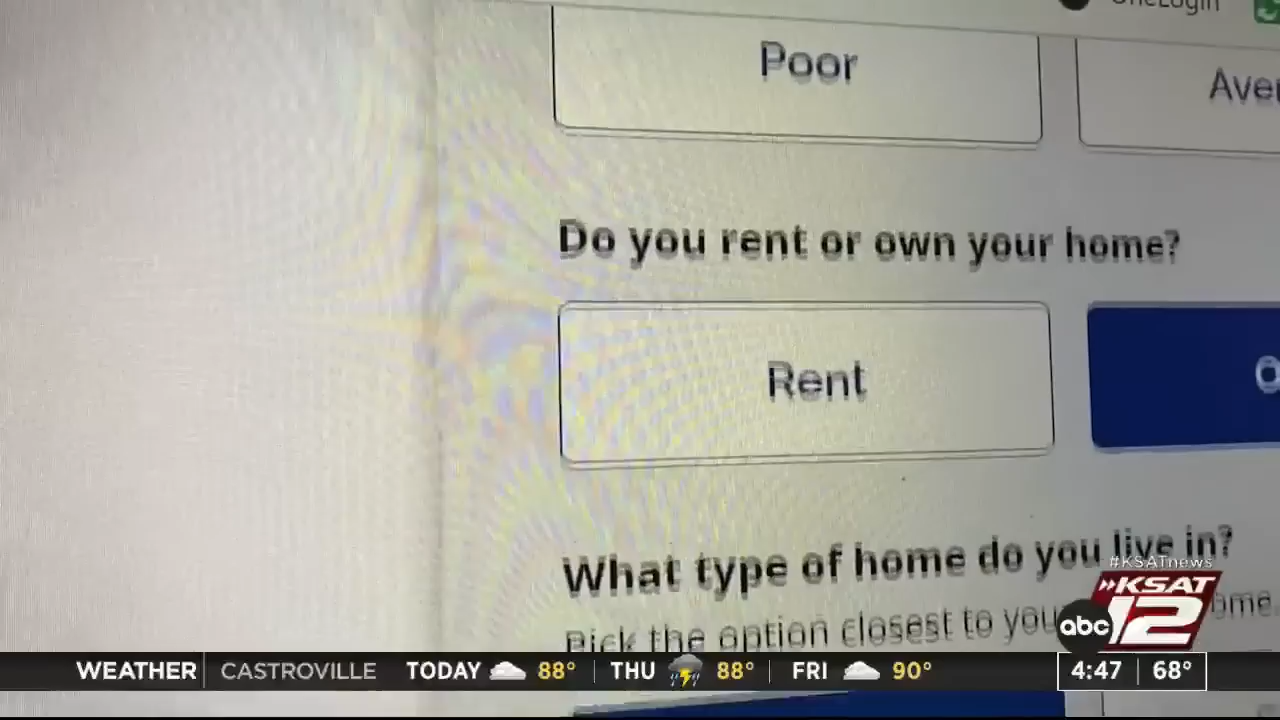 OneLogin
Poor
Do you rent or own your home?
Rent
What type of home do you live in?
Pick the option closest to you
#KSATnews
KSAT
abc 12
WEATHER CASTROVILLE TODAY 88° THU 88° FRI 90° 4:47 68°